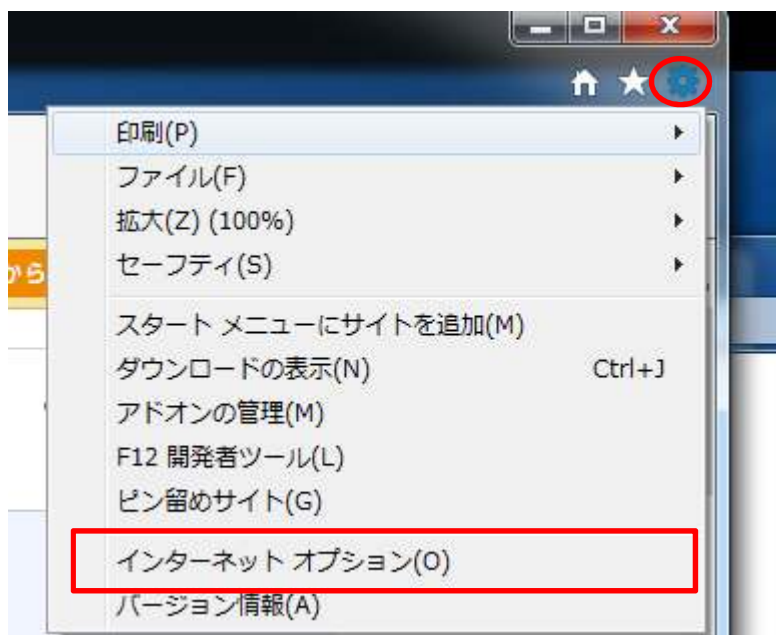 印刷(P)
ファイル(F)
拡大(Z) (100%)
から
セーフティ(S)
スタート メニューにサイトを追加(M)
ダウンロードの表示(N) Ctrl+J
アドオンの管理(M)
F12 開発者ツール(L)
ピン留めサイト(G)
インターネット オプション(O)
バージョン情報(A)